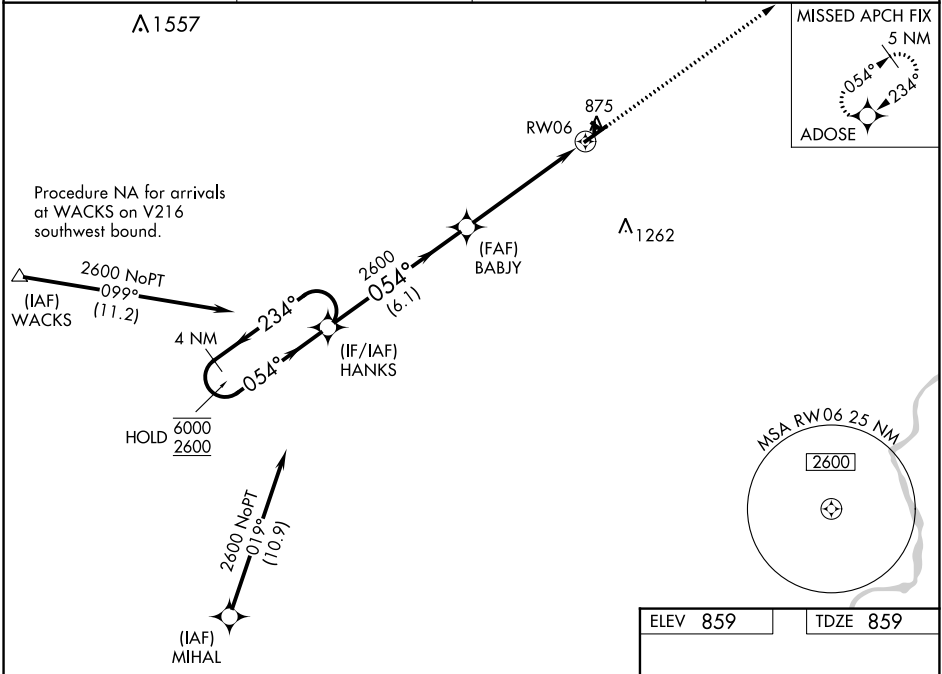 1557
MISSED APCH FIX
5 NM
054°
234°
ADOSE
875
RW06
Procedure NA for arrivals
at WACKS on V216
southwest bound.
1262
(FAF)
BABJY
2600 NoPT
099°
(11.2)
(IAF)
WACKS
2600
054°
(6.1)
234°
4 NM
054°
(IF/IAF)
HANKS
HOLD 6000
2600
MSA RW06 25 NM
2600
2600 NoPT
019°
(10.9)
(IAF)
MIHAL
ELEV 859
TDZE 859